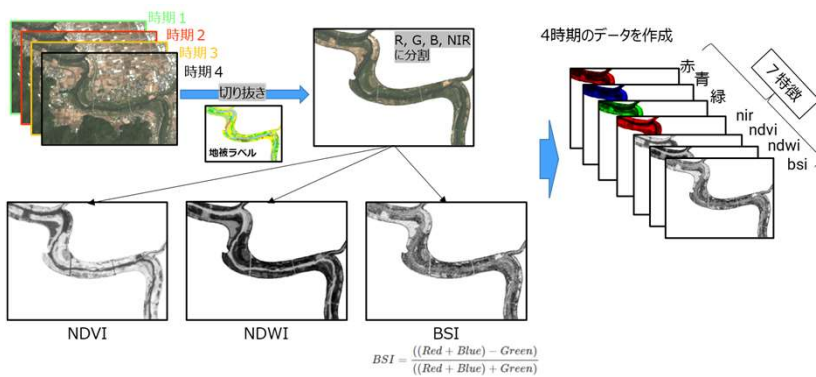 時期１
時期２
時期３
時期４
切り抜き
地被ラベル
R, G, B, NIR
に分割
NDVI
NDWI
BSI
BSI = ((Red + Blue) − Green) / ((Red + Blue) + Green)
４時期のデータを作成
７特徴
赤
青
緑
nir
ndvi
ndwi
bsi